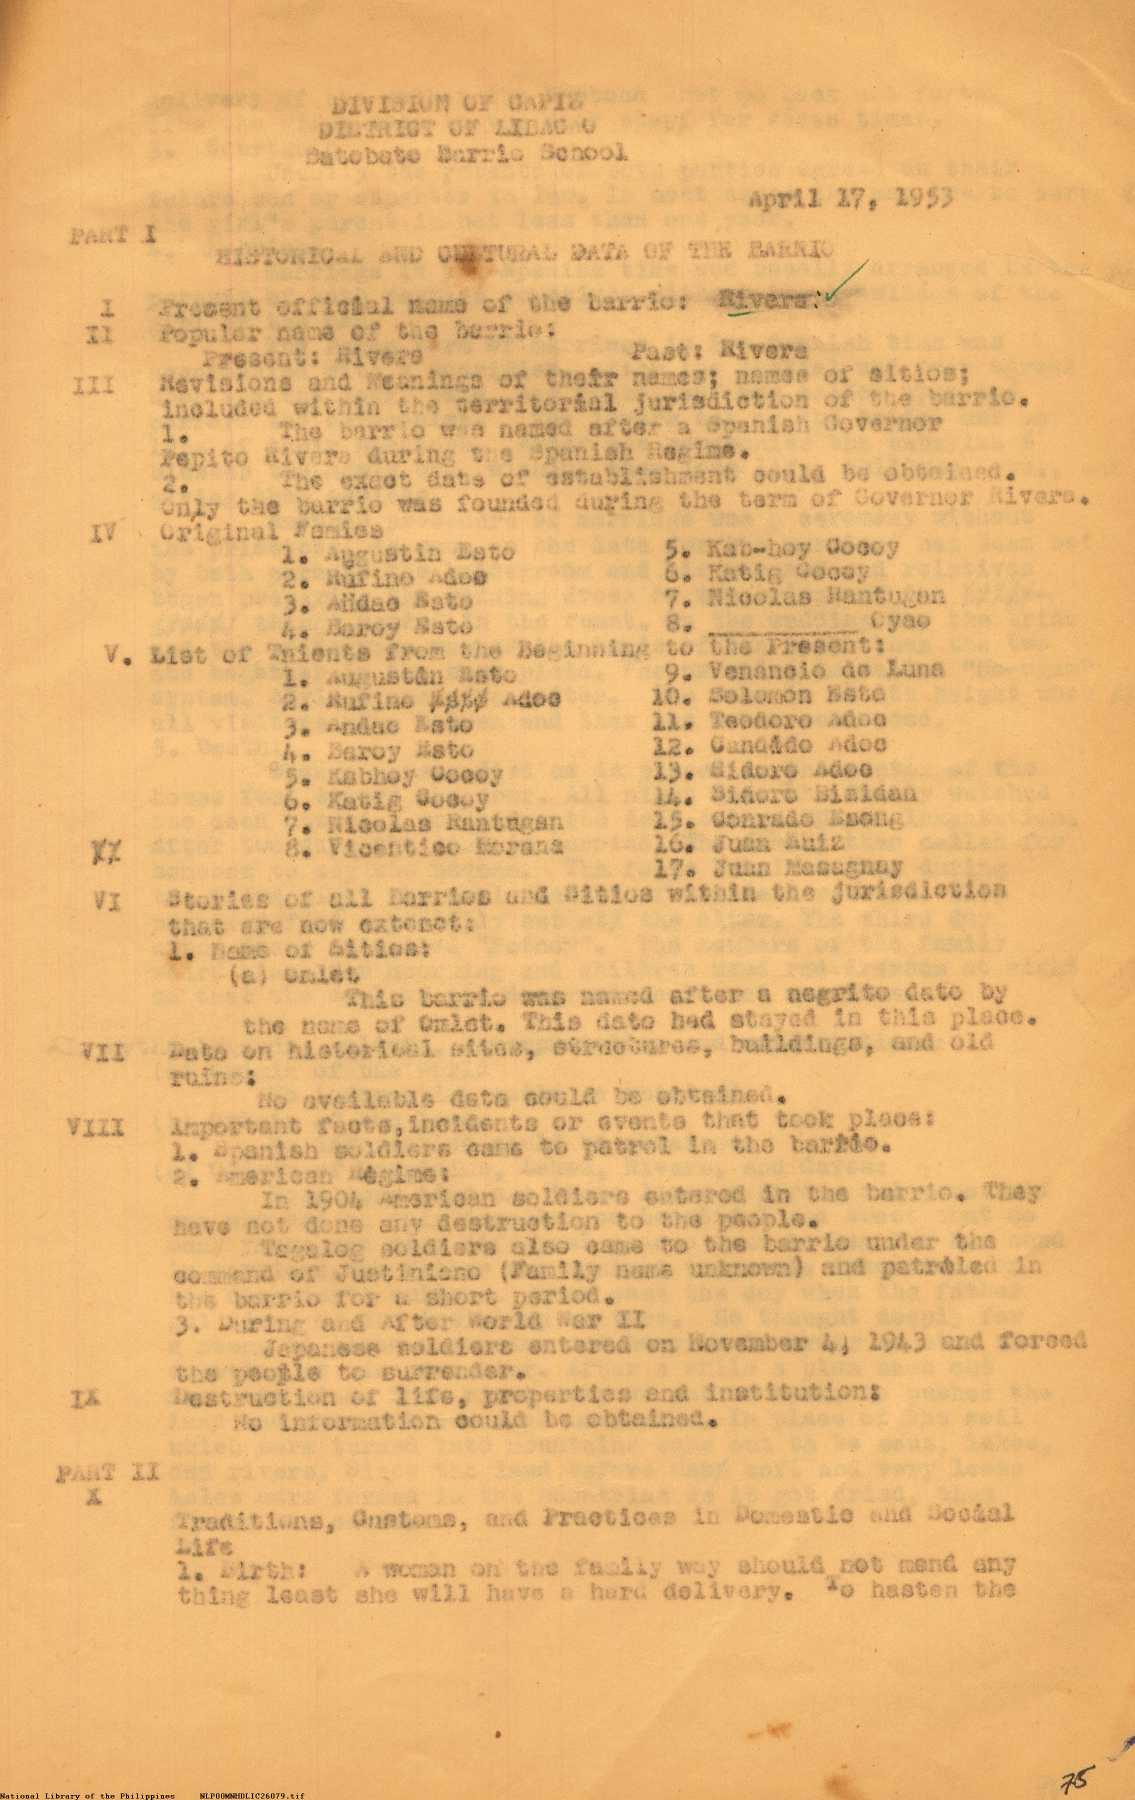 DIVISION OF CAPIZ
DISTRICT OF LIBACAO
Batobato Barrio School
April 17, 1953
PART I
HISTORICAL AND CULTURAL DATA OF THE BARRIO
I Present official name of the barrio: Rivera:
II Popular name of the barrio:
Present: Rivera Past: Rivera
III Revisions and Meanings of their names; names of sitios;
included within the territorial jurisdiction of the barrio.
1. The barrio was named after a Spanish Governor
Pepito Rivera during the Spanish Regime.
2. The exact date of establishment could be obtained.
Only the barrio was founded during the term of Governor Rivera.
IV Original Famies
1. Augustin Esto 5. Kab-hoy Gocoy
2. Rufino Adoc 6. Katig Gocoy
3. Andac Esto 7. Nicolas Rantugan
4. Baroy Esto 8. Oyao
V. List of Tnients from the Beginning to the Present:
1. Augustin Esto 9. Venancio de Luna
2. Rufino Adoc 10. Solomon Esto
3. Andac Esto 11. Teodoro Adoc
4. Baroy Esto 12. Candido Adoc
5. Kabhoy Gocoy 13. Sidoro Adoc
6. Katig Gocoy 14. Sidoro Bisidan
7. Nicolas Rantugan 15. Conrado Esong
8. Vicentico Morana 16. Juan Ruiz
17. Juan Masagnay
VI Stories of all Barrios and Sitios within the jurisdiction
that are now extenct:
1. Name of Sitios:
(a) Omlet
This barrio was named after a negrito dato by
the name of Omlet. This dato had stayed in this place.
VII Data on historical sites, structures, buildings, and old
ruins:
No available data could be obtained.
VIII Important facts, incidents or events that took place:
1. Spanish soldiers came to patrol in the barrio.
2. American Regime:
In 1904 American soldiers entered in the barrio. They
have not done any destruction to the people.
Tagalog soldiers also came to the barrio under the
command of Justiniano (Family name unknown) and patroled in
the barrio for a short period.
3. During and After World War II
Japanese soldiers entered on November 4, 1943 and forced
the people to surrender.
IX Destruction of life, properties and institution:
No information could be obtained.
PART II
X
Traditions, Customs, and Practices in Domestic and Social
Life
1. Birth: A woman on the family way should not mend any
thing least she will have a hard delivery. To hasten the
75
National Library of the Philippines NLP00MNHDLIC26079.tif